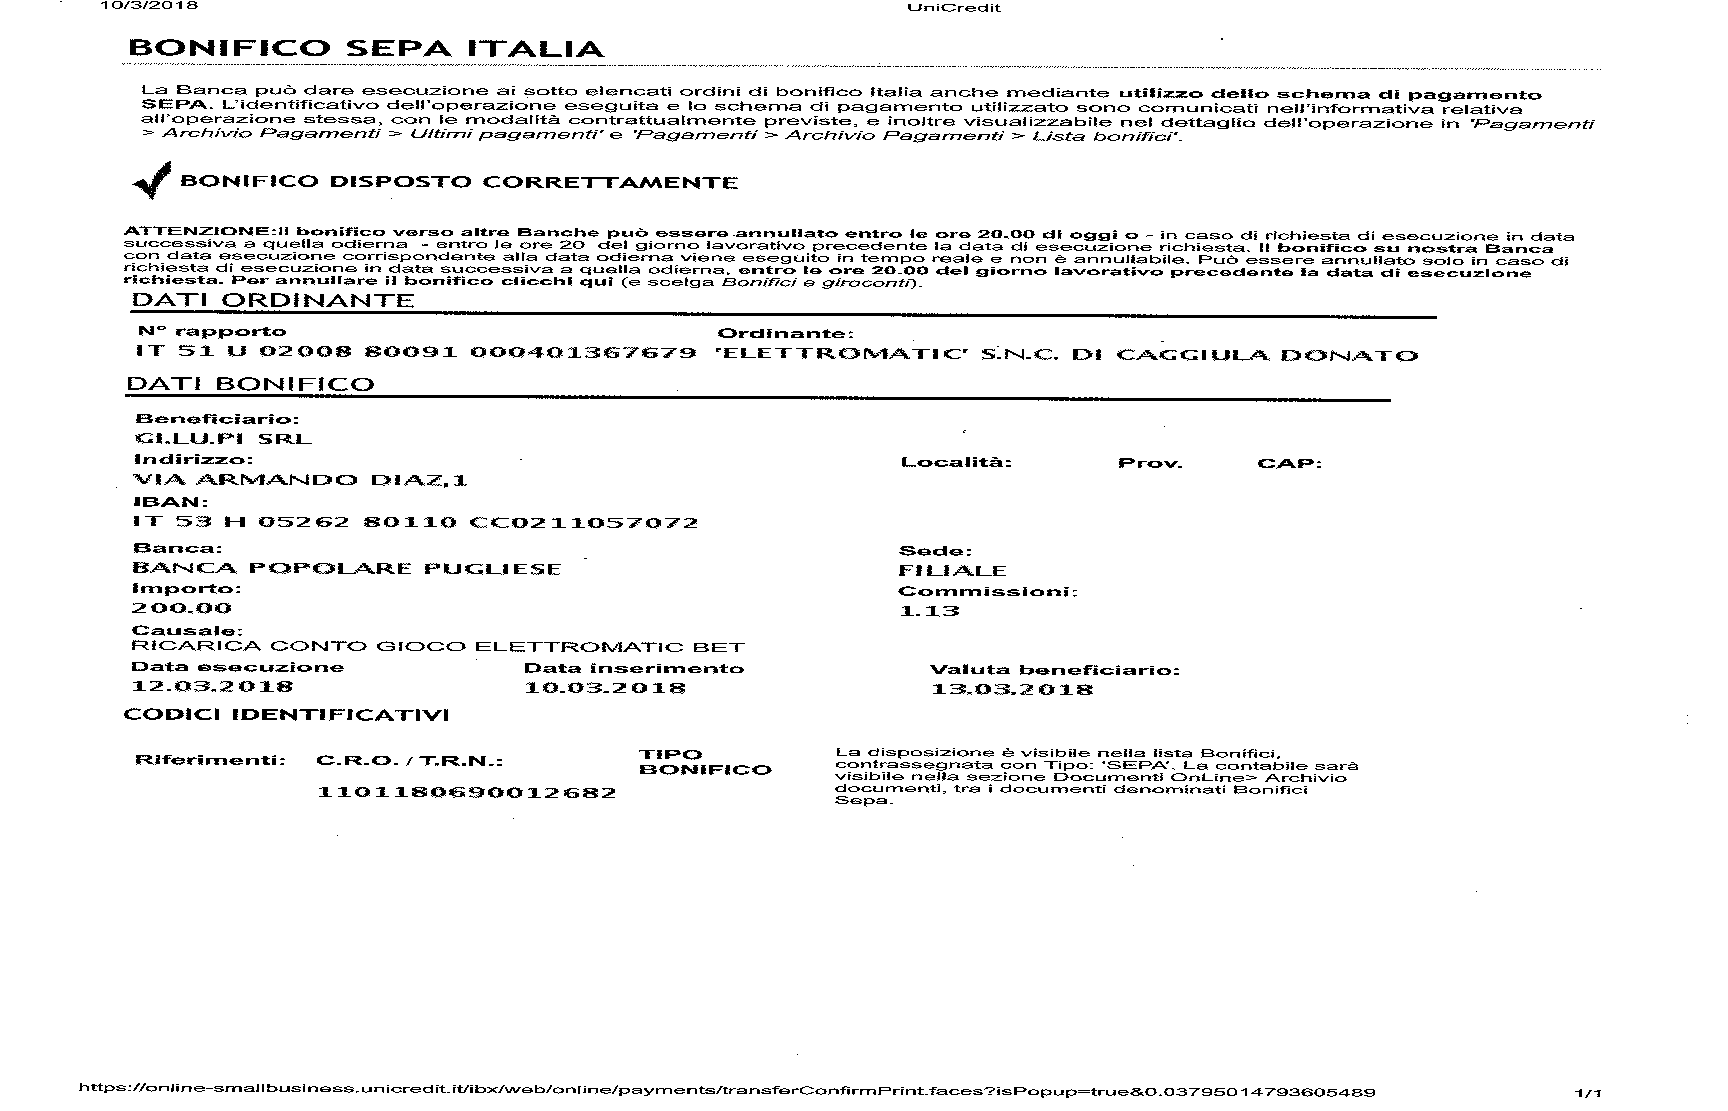 10/3/2018
UniCredit
BONIFICO SEPA ITALIA
La Banca può dare esecuzione ai sotto elencati ordini di bonifico Italia anche mediante utilizzo dello schema di pagamento
SEPA. L'identificativo dell'operazione eseguita e lo schema di pagamento utilizzato sono comunicati nell'informativa relativa
all'operazione stessa, con le modalità contrattualmente previste, e inoltre visualizzabile nel dettaglio dell'operazione in 'Pagamenti
> Archivio Pagamenti > Ultimi pagamenti' e 'Pagamenti > Archivio Pagamenti > Lista bonifici'.
BONIFICO DISPOSTO CORRETTAMENTE
ATTENZIONE:Il bonifico verso altre Banche può essere annullato entro le ore 20.00 di oggi o - in caso di richiesta di esecuzione in data
successiva a quella odierna - entro le ore 20 del giorno lavorativo precedente la data di esecuzione richiesta. Il bonifico su nostra Banca
con data esecuzione corrispondente alla data odierna viene eseguito in tempo reale e non è annullabile. Può essere annullato solo in caso di
richiesta di esecuzione in data successiva a quella odierna, entro le ore 20.00 del giorno lavorativo precedente la data di esecuzione
richiesta. Per annullare il bonifico clicchi qui (e scelga Bonifici e giroconti).
DATI ORDINANTE
N° rapporto Ordinante:
IT 51 U 02008 80091 000401367679 'ELETTROMATIC' S.N.C. DI CAGGIULA DONATO
DATI BONIFICO
Beneficiario:
GI.LU.PI SRL
Indirizzo: Località: Prov. CAP:
VIA ARMANDO DIAZ,1
IBAN:
IT 53 H 05262 80110 CC0211057072
Banca: Sede:
BANCA POPOLARE PUGLIESE FILIALE
Importo: Commissioni:
200.00 1.13
Causale:
RICARICA CONTO GIOCO ELETTROMATIC BET
Data esecuzione Data inserimento Valuta beneficiario:
12.03.2018 10.03.2018 13.03.2018
CODICI IDENTIFICATIVI
Riferimenti: C.R.O. / T.R.N.:
1101180690012682
TIPO
BONIFICO
La disposizione è visibile nella lista Bonifici,
contrassegnata con Tipo: 'SEPA'. La contabile sarà
visibile nella sezione Documenti OnLine> Archivio
documenti, tra i documenti denominati Bonifici
Sepa.
https://online-smallbusiness.unicredit.it/ibx/web/online/payments/transferConfirmPrint.faces?isPopup=true&0.03795014793605489
1/1